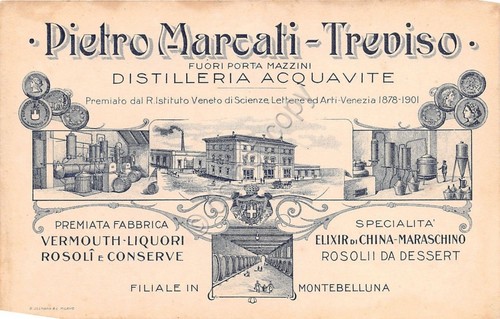 · Pietro Marcati - Treviso ·
FUORI PORTA MAZZINI
DISTILLERIA ACQUAVITE
Premiato dal R. Istituto Veneto di Scienze, Lettere ed Arti-Venezia 1878-1901
PREMIATA FABBRICA
VERMOUTH-LIQUORI
ROSOLÎ E CONSERVE
SPECIALITA'
ELIXIR DI CHINA-MARASCHINO
ROSOLII DA DESSERT
FILIALE IN MONTEBELLUNA